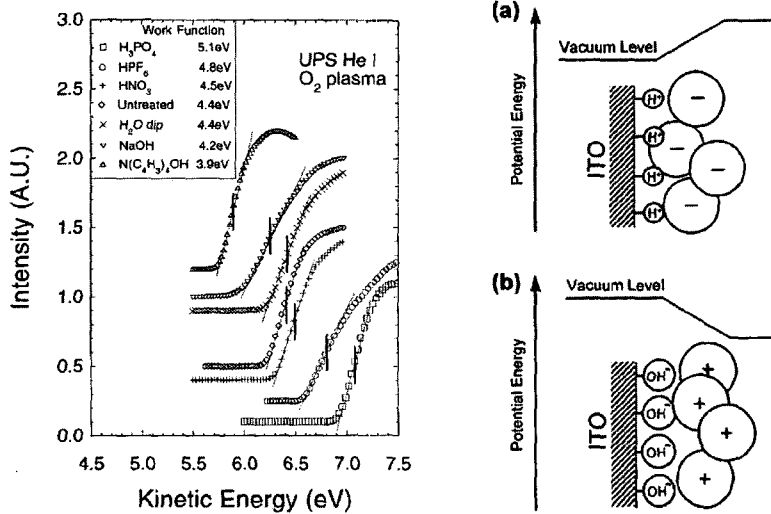 3.0
2.5
2.0
1.5
1.0
0.5
0.0
Intensity (A.U.)
Work Function
H₃PO₄ 5.1eV
HPF₆ 4.8eV
HNO₃ 4.5eV
Untreated 4.4eV
H₂O dip 4.4eV
NaOH 4.2eV
N(C₄H₉)₄OH 3.9eV
UPS He I
O₂ plasma
4.5 5.0 5.5 6.0 6.5 7.0 7.5
Kinetic Energy (eV)
(a)
Vacuum Level
Potential Energy
ITO
H⁺ −
H⁺ −
H⁺ −
H⁺ −
(b)
Vacuum Level
Potential Energy
ITO
OH⁻ +
OH⁻ +
OH⁻ +
OH⁻ +